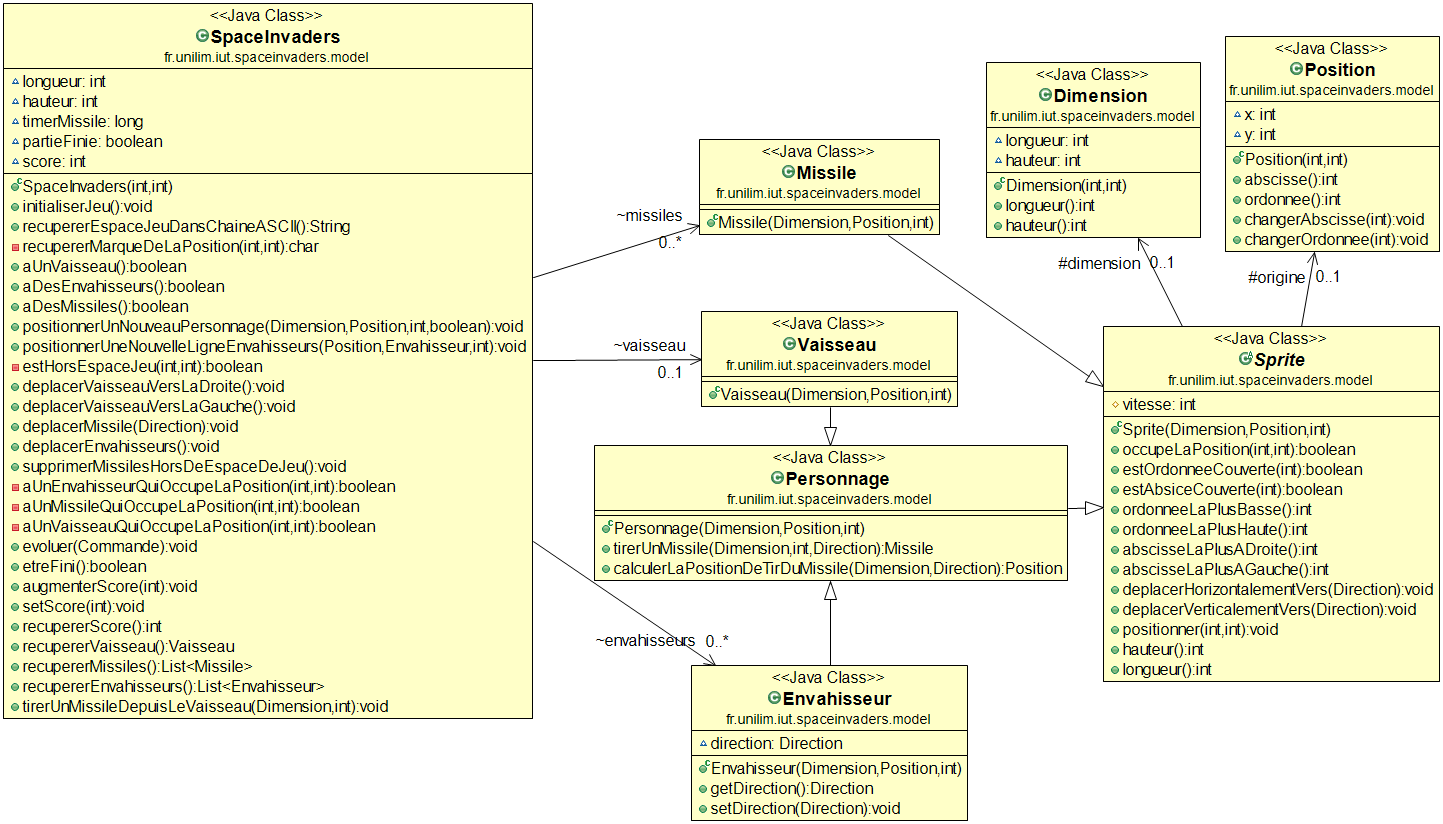 <<Java Class>>
SpaceInvaders
fr.unilim.iut.spaceinvaders.model
longueur: int
hauteur: int
timerMissile: long
partieFinie: boolean
score: int
SpaceInvaders(int,int)
initialiserJeu():void
recupererEspaceJeuDansChaineASCII():String
recupererMarqueDeLaPosition(int,int):char
aUnVaisseau():boolean
aDesEnvahisseurs():boolean
aDesMissiles():boolean
positionnerUnNouveauPersonnage(Dimension,Position,int,boolean):void
positionnerUneNouvelleLigneEnvahisseurs(Position,Envahisseur,int):void
estHorsEspaceJeu(int,int):boolean
deplacerVaisseauVersLaDroite():void
deplacerVaisseauVersLaGauche():void
deplacerMissile(Direction):void
deplacerEnvahisseurs():void
supprimerMissilesHorsDeEspaceDeJeu():void
aUnEnvahisseurQuiOccupeLaPosition(int,int):boolean
aUnMissileQuiOccupeLaPosition(int,int):boolean
aUnVaisseauQuiOccupeLaPosition(int,int):boolean
evoluer(Commande):void
etreFini():boolean
augmenterScore(int):void
setScore(int):void
recupererScore():int
recupererVaisseau():Vaisseau
recupererMissiles():List<Missile>
recupererEnvahisseurs():List<Envahisseur>
tirerUnMissileDepuisLeVaisseau(Dimension,int):void
~missiles
0..*
~vaisseau
0..1
~envahisseurs 0..*
<<Java Class>>
Missile
fr.unilim.iut.spaceinvaders.model
Missile(Dimension,Position,int)
<<Java Class>>
Vaisseau
fr.unilim.iut.spaceinvaders.model
Vaisseau(Dimension,Position,int)
<<Java Class>>
Personnage
fr.unilim.iut.spaceinvaders.model
Personnage(Dimension,Position,int)
tirerUnMissile(Dimension,int,Direction):Missile
calculerLaPositionDeTirDuMissile(Dimension,Direction):Position
<<Java Class>>
Envahisseur
fr.unilim.iut.spaceinvaders.model
direction: Direction
Envahisseur(Dimension,Position,int)
getDirection():Direction
setDirection(Direction):void
<<Java Class>>
Dimension
fr.unilim.iut.spaceinvaders.model
longueur: int
hauteur: int
Dimension(int,int)
longueur():int
hauteur():int
<<Java Class>>
Position
fr.unilim.iut.spaceinvaders.model
x: int
y: int
Position(int,int)
abscisse():int
ordonnee():int
changerAbscisse(int):void
changerOrdonnee(int):void
#dimension 0..1
#origine 0..1
<<Java Class>>
Sprite
fr.unilim.iut.spaceinvaders.model
vitesse: int
Sprite(Dimension,Position,int)
occupeLaPosition(int,int):boolean
estOrdonneeCouverte(int):boolean
estAbsiceCouverte(int):boolean
ordonneeLaPlusBasse():int
ordonneeLaPlusHaute():int
abscisseLaPlusADroite():int
abscisseLaPlusAGauche():int
deplacerHorizontalementVers(Direction):void
deplacerVerticalementVers(Direction):void
positionner(int,int):void
hauteur():int
longueur():int